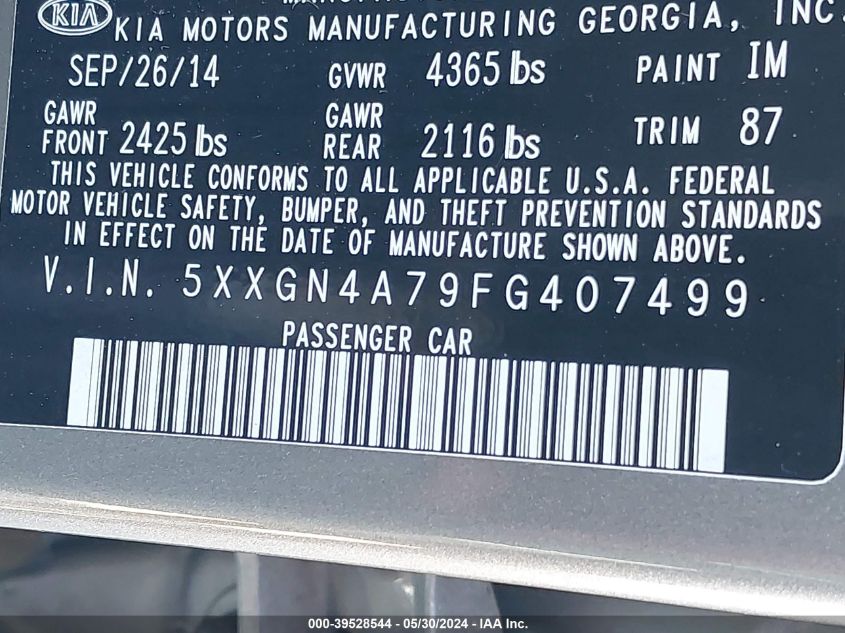 KIA
KIA MOTORS MANUFACTURING GEORGIA, INC.
SEP/26/14 GVWR 4365 lbs PAINT IM
GAWR FRONT 2425 lbs GAWR REAR 2116 lbs TRIM 87
THIS VEHICLE CONFORMS TO ALL APPLICABLE U.S.A. FEDERAL
MOTOR VEHICLE SAFETY, BUMPER, AND THEFT PREVENTION STANDARDS
IN EFFECT ON THE DATE OF MANUFACTURE SHOWN ABOVE.
V.I.N. 5XXGN4A79FG407499
PASSENGER CAR
000-39528544 - 05/30/2024 - IAA Inc.